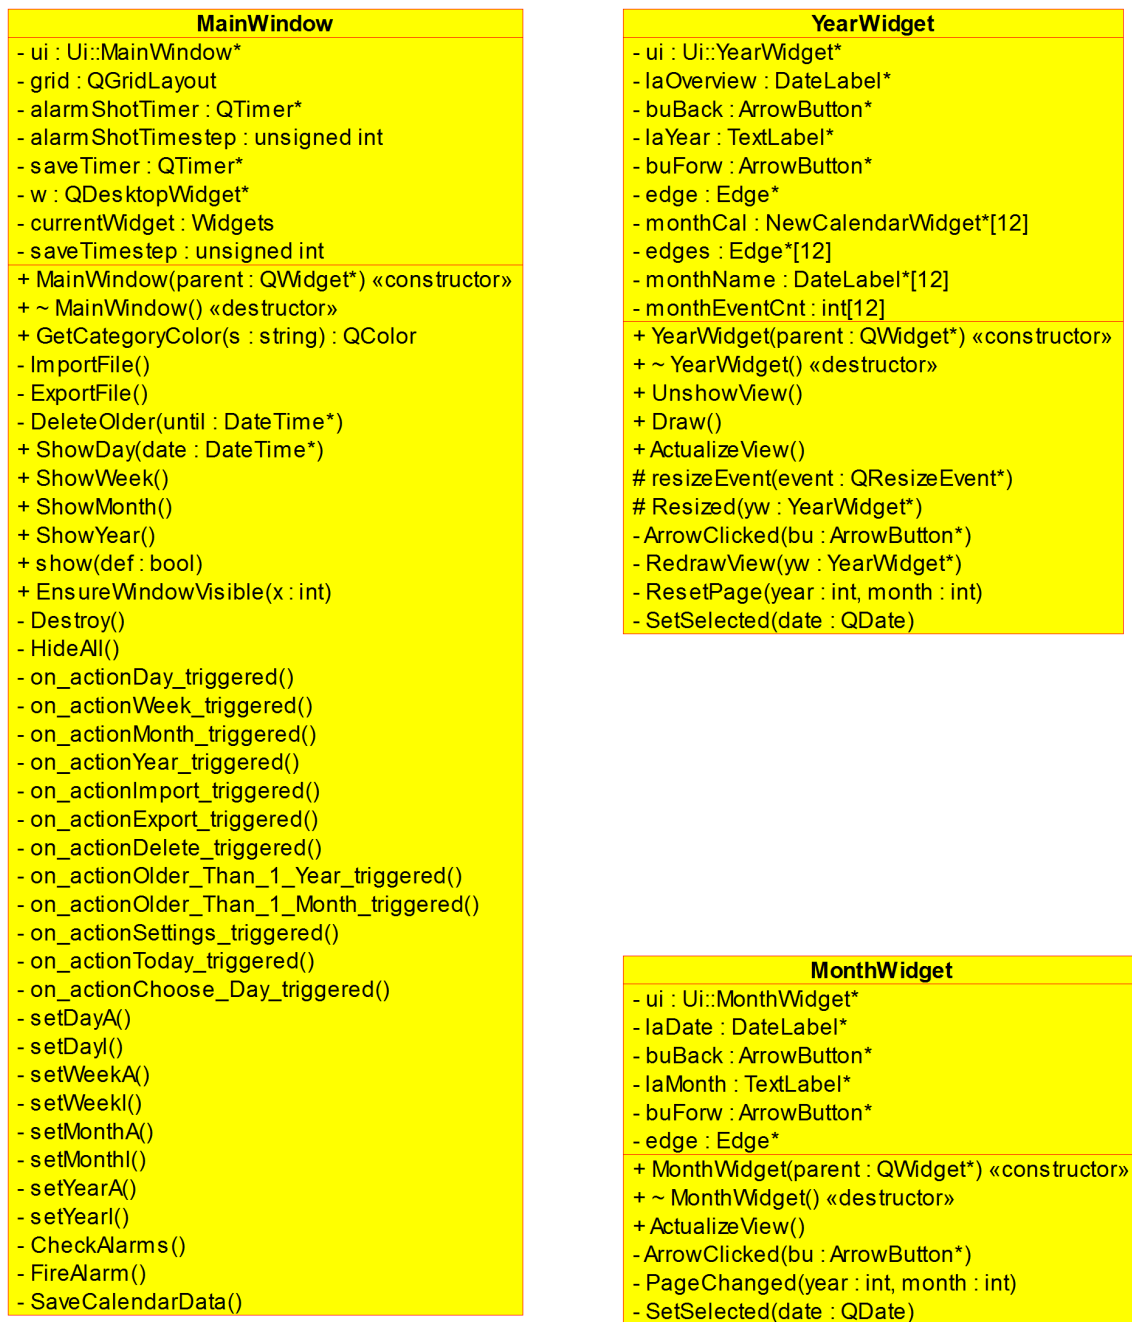 MainWindow
- ui : Ui::MainWindow*
- grid : QGridLayout
- alarmShotTimer : QTimer*
- alarmShotTimestep : unsigned int
- saveTimer : QTimer*
- w : QDesktopWidget*
- currentWidget : Widgets
- saveTimestep : unsigned int
+ MainWindow(parent : QWidget*) «constructor»
+ ~ MainWindow() «destructor»
+ GetCategoryColor(s : string) : QColor
- ImportFile()
- ExportFile()
- DeleteOlder(until : DateTime*)
+ ShowDay(date : DateTime*)
+ ShowWeek()
+ ShowMonth()
+ ShowYear()
+ show(def : bool)
+ EnsureWindowVisible(x : int)
- Destroy()
- HideAll()
- on_actionDay_triggered()
- on_actionWeek_triggered()
- on_actionMonth_triggered()
- on_actionYear_triggered()
- on_actionImport_triggered()
- on_actionExport_triggered()
- on_actionDelete_triggered()
- on_actionOlder_Than_1_Year_triggered()
- on_actionOlder_Than_1_Month_triggered()
- on_actionSettings_triggered()
- on_actionToday_triggered()
- on_actionChoose_Day_triggered()
- setDayA()
- setDayI()
- setWeekA()
- setWeekI()
- setMonthA()
- setMonthI()
- setYearA()
- setYearI()
- CheckAlarms()
- FireAlarm()
- SaveCalendarData()
YearWidget
- ui : Ui::YearWidget*
- laOverview : DateLabel*
- buBack : ArrowButton*
- laYear : TextLabel*
- buForw : ArrowButton*
- edge : Edge*
- monthCal : NewCalendarWidget*[12]
- edges : Edge*[12]
- monthName : DateLabel*[12]
- monthEventCnt : int[12]
+ YearWidget(parent : QWidget*) «constructor»
+ ~ YearWidget() «destructor»
+ UnshowView()
+ Draw()
+ ActualizeView()
# resizeEvent(event : QResizeEvent*)
# Resized(yw : YearWidget*)
- ArrowClicked(bu : ArrowButton*)
- RedrawView(yw : YearWidget*)
- ResetPage(year : int, month : int)
- SetSelected(date : QDate)
MonthWidget
- ui : Ui::MonthWidget*
- laDate : DateLabel*
- buBack : ArrowButton*
- laMonth : TextLabel*
- buForw : ArrowButton*
- edge : Edge*
+ MonthWidget(parent : QWidget*) «constructor»
+ ~ MonthWidget() «destructor»
+ ActualizeView()
- ArrowClicked(bu : ArrowButton*)
- PageChanged(year : int, month : int)
- SetSelected(date : QDate)